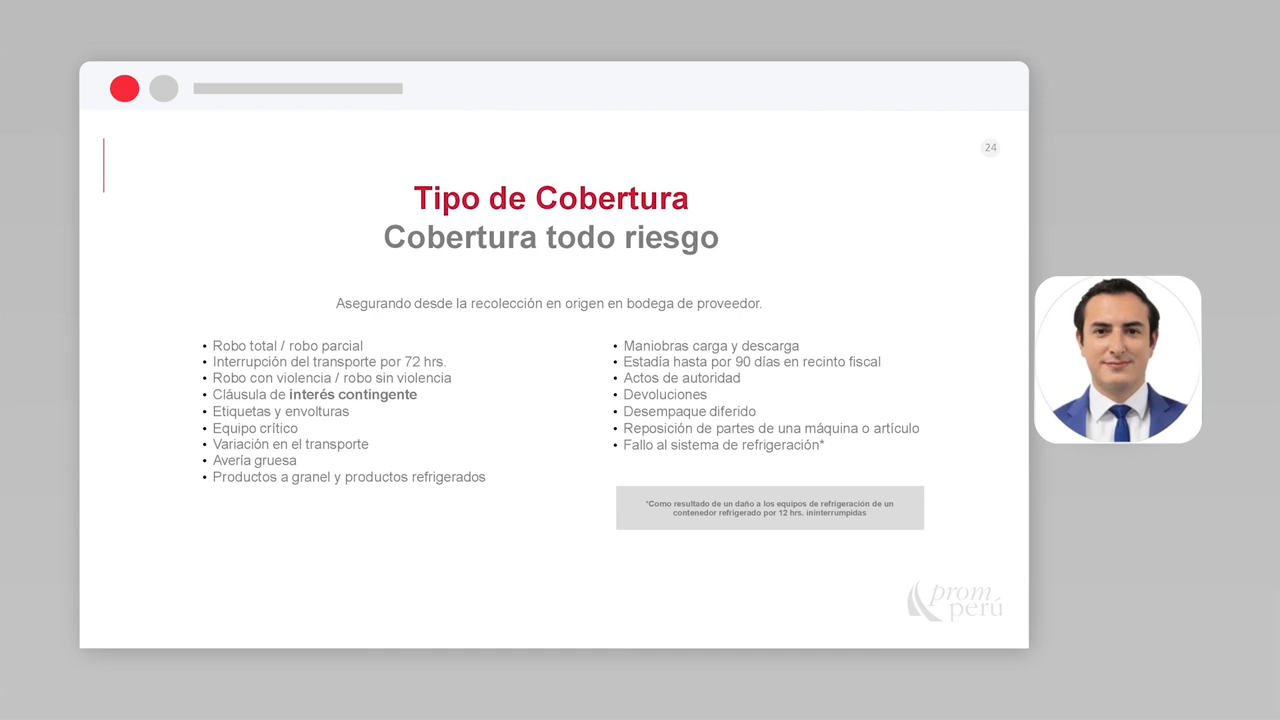 24
Tipo de Cobertura
Cobertura todo riesgo
Asegurando desde la recolección en origen en bodega de proveedor.
• Robo total / robo parcial
• Interrupción del transporte por 72 hrs.
• Robo con violencia / robo sin violencia
• Cláusula de interés contingente
• Etiquetas y envolturas
• Equipo crítico
• Variación en el transporte
• Avería gruesa
• Productos a granel y productos refrigerados
• Maniobras carga y descarga
• Estadía hasta por 90 días en recinto fiscal
• Actos de autoridad
• Devoluciones
• Desempaque diferido
• Reposición de partes de una máquina o artículo
• Fallo al sistema de refrigeración*
*Como resultado de un daño a los equipos de refrigeración de un
contenedor refrigerado por 12 hrs. ininterrumpidas
prom
perú